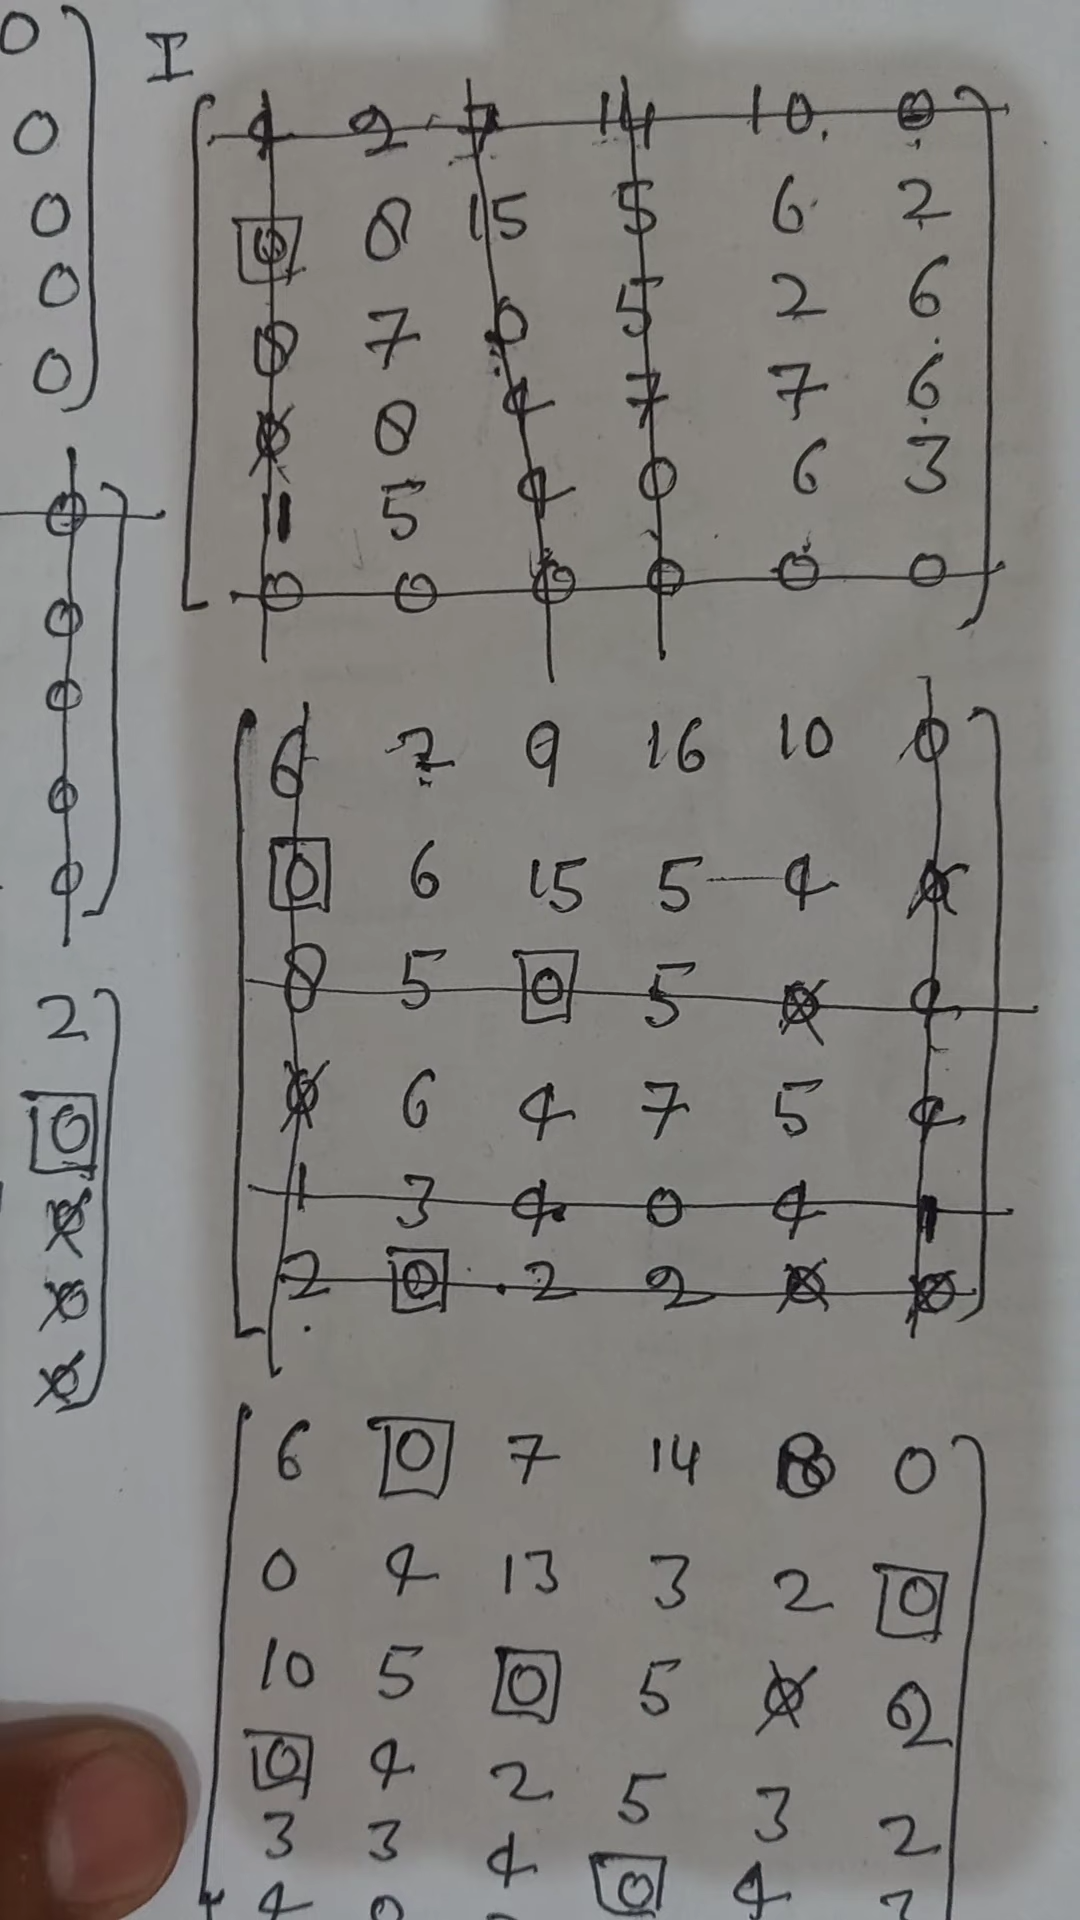 0
I
0
0
0
0
4 2 7 14 10 0
0 8 15 5 6 2
8 7 0 5 2 6
0 8 4 7 7 6
1 5 4 0 6 3
0 0 0 0 0 0
0
0
0
0
0
6 2 9 16 10 0
0 6 15 5 4 0
8 5 0 5 0 4
0 6 4 7 5 4
1 3 4 0 4 1
2 0 2 2 0 0
2
0
0
0
0
6 0 7 14 8 0
0 4 13 3 2 0
10 5 0 5 0 2
0 4 2 5 3 2
3 3 4 0 4 2
4